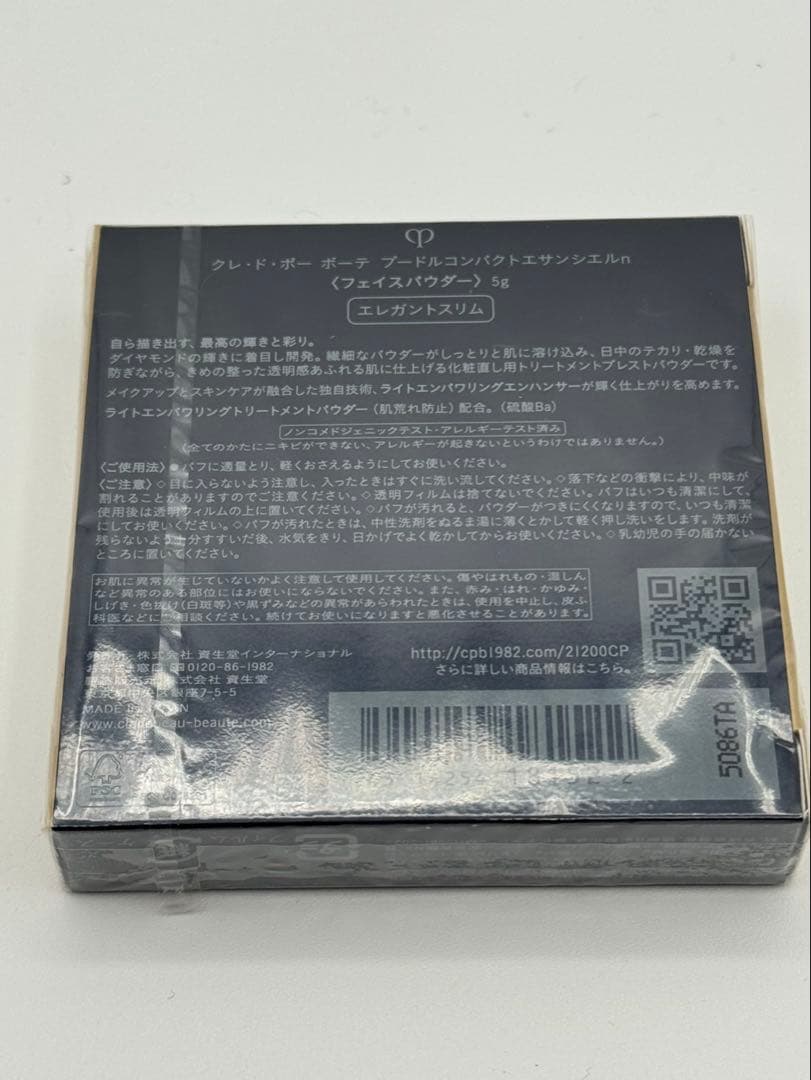 クレ・ド・ポー ボーテ プードルコンパクトエサンシエルn
〈フェイスパウダー〉5g
エレガントスリム
自ら描き出す、最高の輝きと彩り。
ダイヤモンドの輝きに着目し開発。繊細なパウダーがしっとりと肌に溶け込み、日中のテカリ・乾燥を
防ぎながら、きめの整った透明感あふれる肌に仕上げる化粧直し用トリートメントプレストパウダーです。
メイクアップとスキンケアが融合した独自技術、ライトエンパワリングエンハンサーが輝く仕上がりを高めます。
ライトエンパワリングトリートメントパウダー（肌荒れ防止）配合。（硫酸Ba）
ノンコメドジェニックテスト・アレルギーテスト済み
（全てのかたにニキビができない、アレルギーが起きないというわけではありません。）
〈ご使用法〉●パフに適量とり、軽くおさえるようにしてお使いください。
〈ご注意〉◇目に入らないよう注意し、入ったときはすぐに洗い流してください。◇落下などの衝撃により、中味が
割れることがありますのでご注意ください。◇透明フィルムは捨てないでください。パフはいつも清潔にして、
使用後は透明フィルムの上に置いてください。◇パフが汚れると、パウダーがつきにくくなりますので、いつも清潔
にしてお使いください。◇パフが汚れたときは、中性洗剤をぬるま湯に薄くとかして軽く押し洗いをします。洗剤が
残らないよう十分すすいだ後、水気をきり、日かげでよく乾かしてからお使いください。◇乳幼児の手の届かない
ところに置いてください。
お肌に異常が生じていないかよく注意して使用してください。傷やはれもの・湿しん
など異常のある部位にはお使いにならないでください。また、赤み・はれ・かゆみ・
しげき・色抜け（白斑等）や黒ずみなどの異常があらわれたときは、使用を中止し、皮ふ
科医などにご相談ください。続けてお使いになりますと悪化させることがあります。
発売元 株式会社 資生堂インターナショナル
お客さま窓口 0120-86-1982
製造販売元 株式会社 資生堂
東京都中央区銀座7-5-5
MADE IN JAPAN
www.cledepeau-beaute.com
http://cpb1982.com/21200CP
さらに詳しい商品情報はこちら。
5086TA
FSC